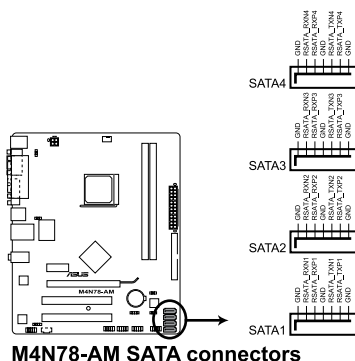 GND
RSATA_RXN4
RSATA_RXP4
GND
RSATA_TXN4
RSATA_TXP4
GND
SATA4
GND
RSATA_RXN3
RSATA_RXP3
GND
RSATA_TXN3
RSATA_TXP3
GND
SATA3
GND
RSATA_RXN2
RSATA_RXP2
GND
RSATA_TXN2
RSATA_TXP2
GND
SATA2
GND
RSATA_RXN1
RSATA_RXP1
GND
RSATA_TXN1
RSATA_TXP1
GND
SATA1
ASUS
M4N78-AM
M4N78-AM SATA connectors